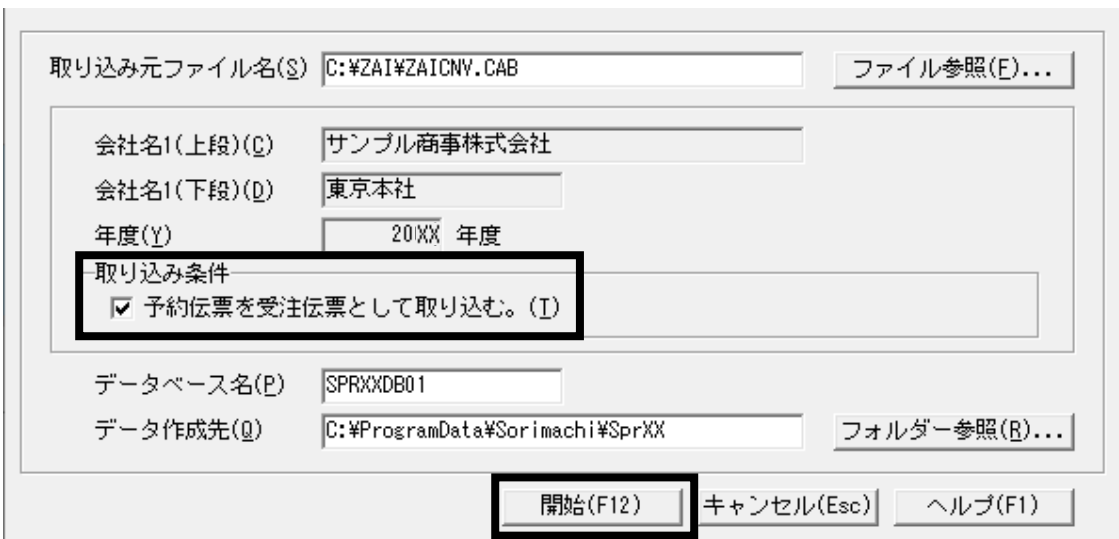 取り込み元ファイル名(S) C:¥ZAI¥ZAICNV.CAB ファイル参照(F)...
会社名1(上段)(C) サンプル商事株式会社
会社名1(下段)(D) 東京本社
年度(Y) 20XX 年度
取り込み条件
予約伝票を受注伝票として取り込む。(I)
データベース名(P) SPRXXDB01
データ作成先(Q) C:¥ProgramData¥Sorimachi¥SprXX フォルダー参照(R)...
開始(F12) キャンセル(Esc) ヘルプ(F1)